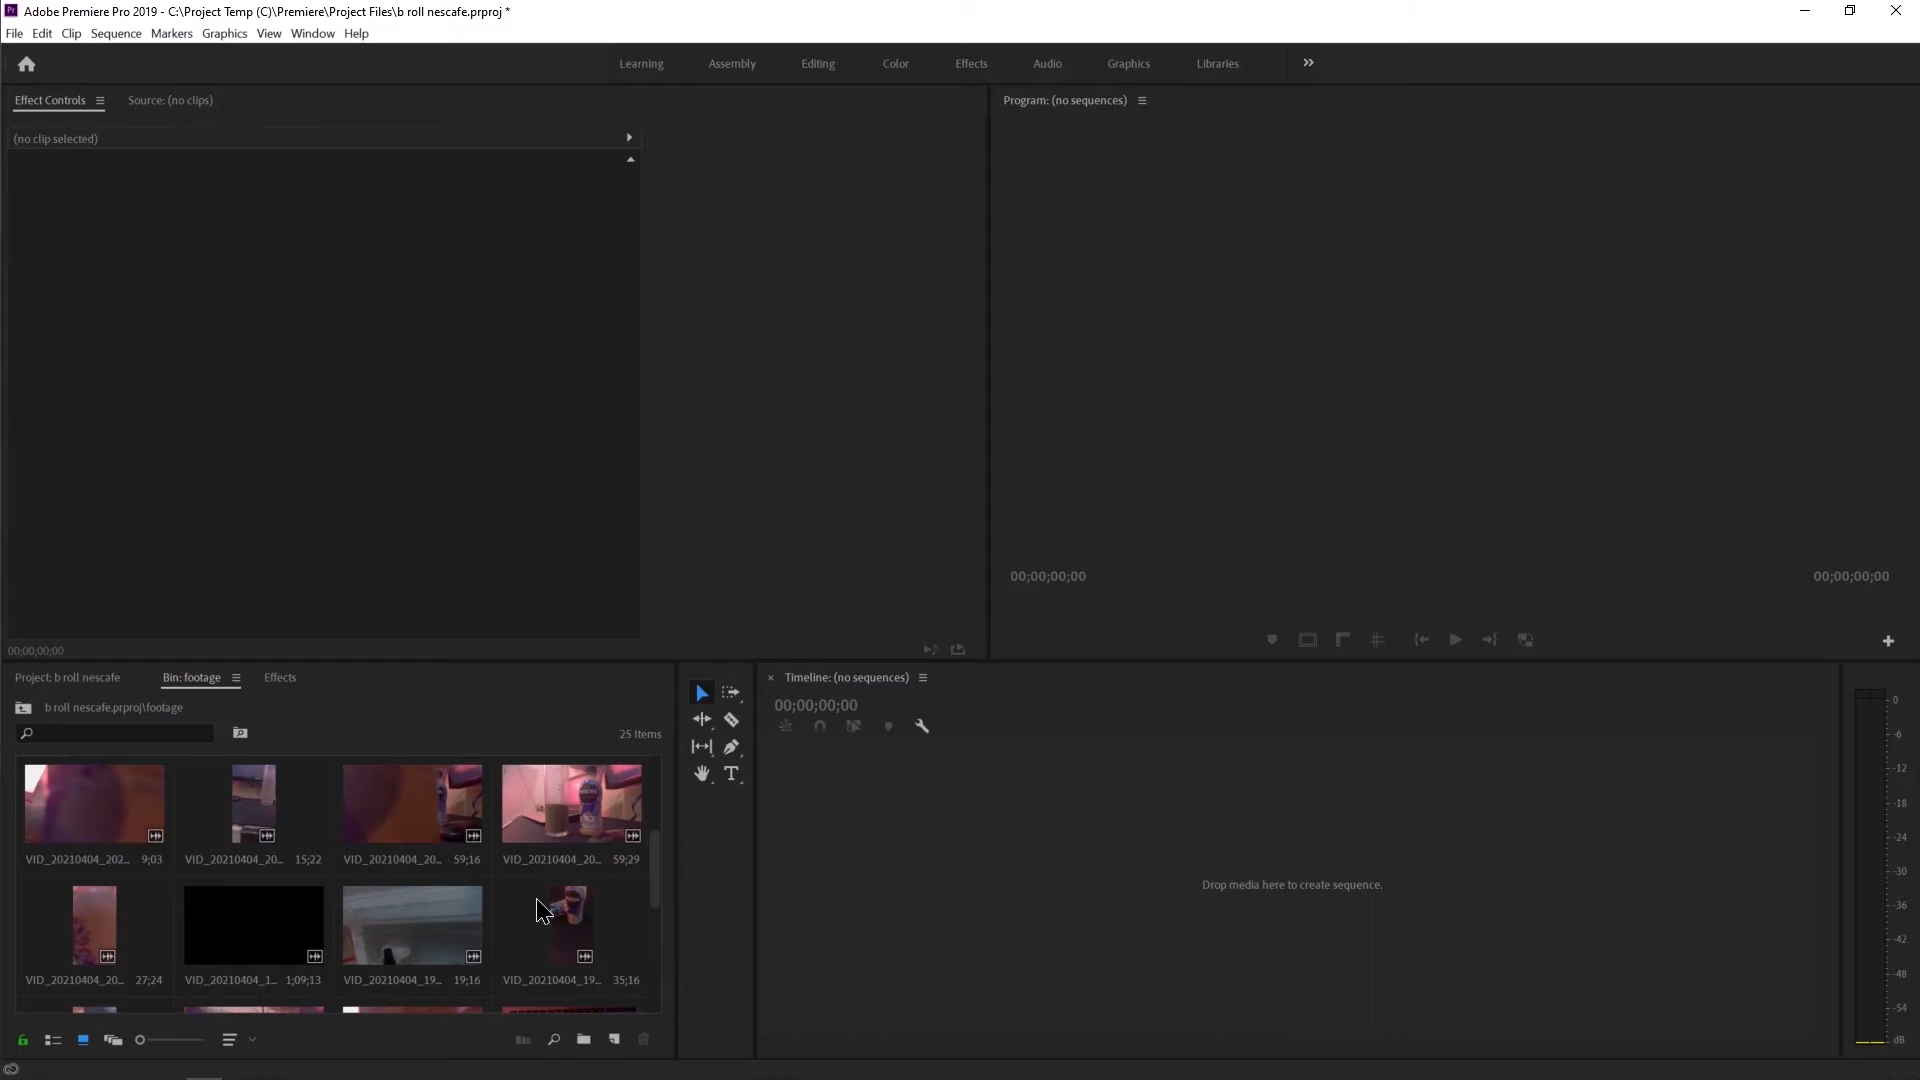 Adobe Premiere Pro 2019 - C:\Project Temp (C)\Premiere\Project Files\b roll nescafe.prproj *
File Edit Clip Sequence Markers Graphics View Window Help
Learning Assembly Editing Color Effects Audio Graphics Libraries
Effect Controls Source: (no clips) Program: (no sequences)
(no clip selected)
00;00;00;00 00;00;00;00
00;00;00;00
Project: b roll nescafe Bin: footage Effects Timeline: (no sequences)
b roll nescafe.prproj\footage 00;00;00;00
25 Items
VID_20210404_202... 9;03 VID_20210404_20... 15;22 VID_20210404_20... 59;16 VID_20210404_20... 59;29
Drop media here to create sequence.
VID_20210404_20... 27;24 VID_20210404_1... 1;09;13 VID_20210404_19... 19;16 VID_20210404_19... 35;16
0
-6
-12
-18
-24
-30
-36
-42
-48
-54
dB